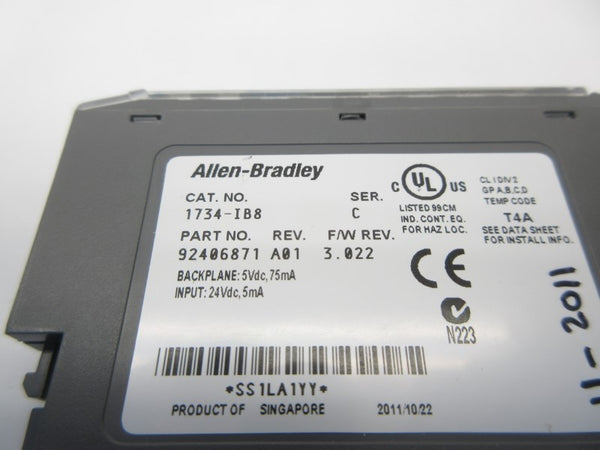 Allen-Bradley
CAT. NO. SER.
1734-IB8 C
PART NO. REV. F/W REV.
92406871 A01 3.022
BACKPLANE: 5Vdc, 75mA
INPUT: 24Vdc, 5mA
*SS1LA1YY*
PRODUCT OF SINGAPORE 2011/10/22
C UL US
LISTED 99CM
IND. CONT. EQ.
FOR HAZ LOC.
CL I DIV 2
GP A,B,C,D
TEMP CODE
T4A
SEE DATA SHEET
FOR INSTALL INFO.
CE
N223
11-2011